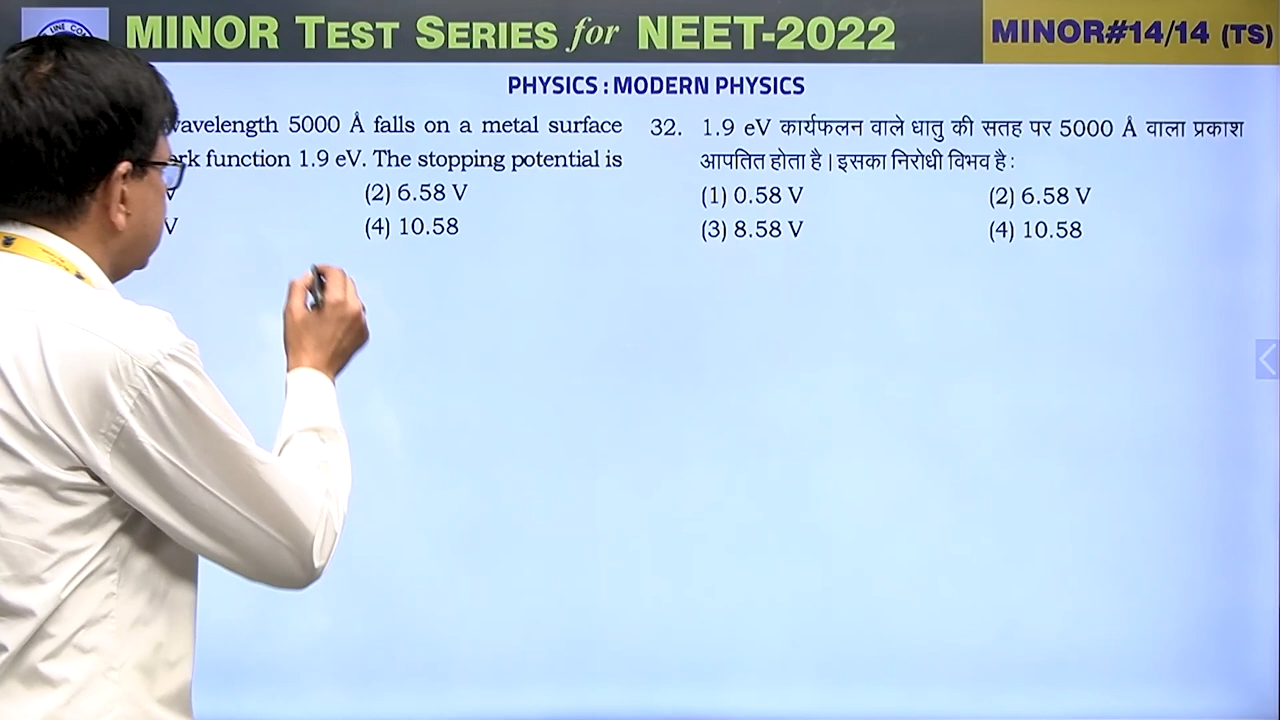 MINOR TEST SERIES for NEET-2022
MINOR#14/14 (TS)
PHYSICS : MODERN PHYSICS
wavelength 5000 Å falls on a metal surface
function 1.9 eV. The stopping potential is
V
(2) 6.58 V
V
(4) 10.58
32. 1.9 eV कार्यफलन वाले धातु की सतह पर 5000 Å वाला प्रकाश
आपतित होता है। इसका निरोधी विभव है :
(1) 0.58 V
(2) 6.58 V
(3) 8.58 V
(4) 10.58